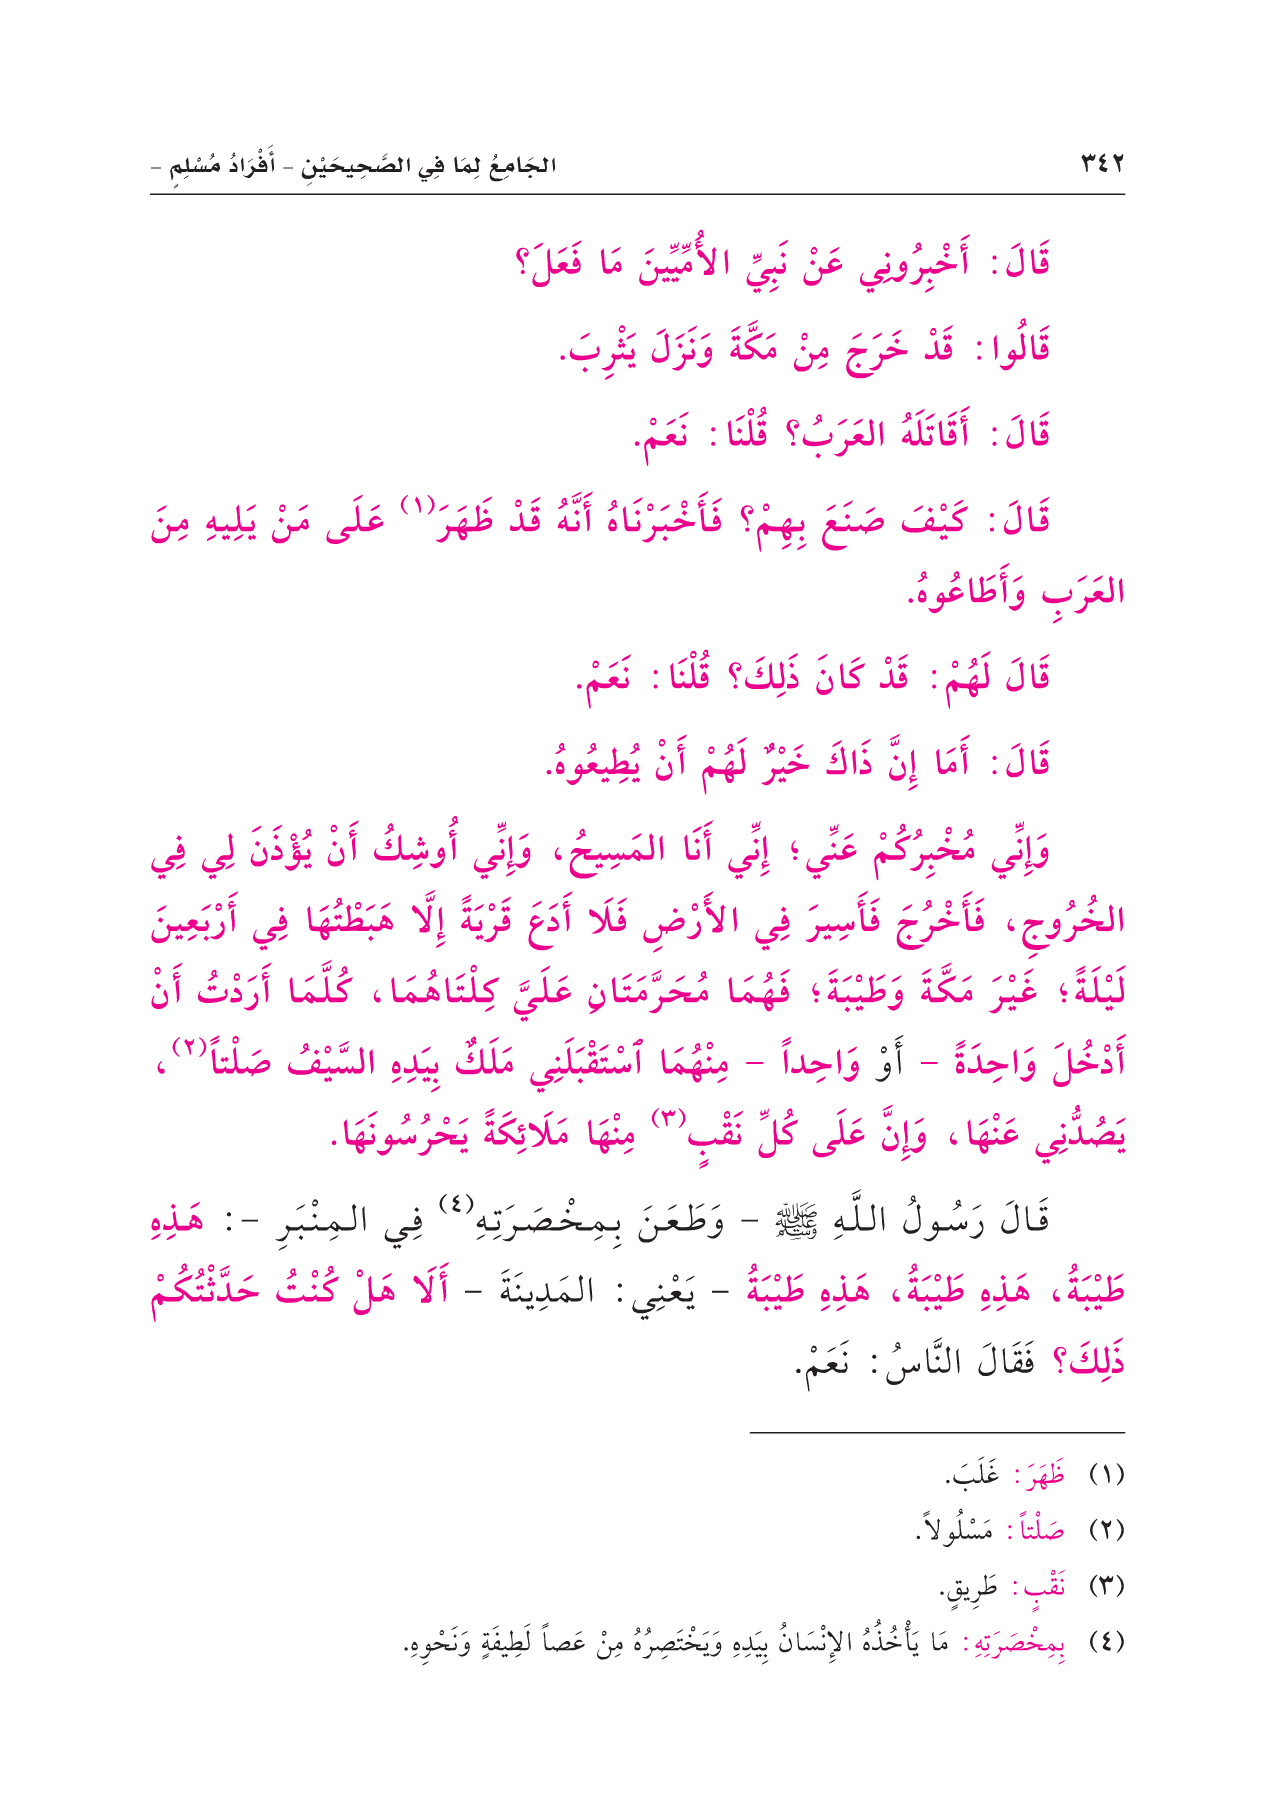 ٣٤٢ الجَامِعُ لِمَا فِي الصَّحِيحَيْنِ - أَفْرَادُ مُسْلِمٍ -
قَالَ: أَخْبِرُونِي عَنْ نَبِيِّ الأُمِّيِّينَ مَا فَعَلَ؟
قَالُوا: قَدْ خَرَجَ مِنْ مَكَّةَ وَنَزَلَ يَثْرِبَ.
قَالَ: أَقَاتَلَهُ العَرَبُ؟ قُلْنَا: نَعَمْ.
قَالَ: كَيْفَ صَنَعَ بِهِمْ؟ فَأَخْبَرْنَاهُ أَنَّهُ قَدْ ظَهَرَ(١) عَلَى مَنْ يَلِيهِ مِنَ
العَرَبِ وَأَطَاعُوهُ.
قَالَ لَهُمْ: قَدْ كَانَ ذَلِكَ؟ قُلْنَا: نَعَمْ.
قَالَ: أَمَا إِنَّ ذَاكَ خَيْرٌ لَهُمْ أَنْ يُطِيعُوهُ.
وَإِنِّي مُخْبِرُكُمْ عَنِّي؛ إِنِّي أَنَا المَسِيحُ، وَإِنِّي أُوشِكُ أَنْ يُؤْذَنَ لِي فِي
الخُرُوجِ، فَأَخْرُجَ فَأَسِيرَ فِي الأَرْضِ فَلَا أَدَعَ قَرْيَةً إِلَّا هَبَطْتُهَا فِي أَرْبَعِينَ
لَيْلَةً؛ غَيْرَ مَكَّةَ وَطَيْبَةَ؛ فَهُمَا مُحَرَّمَتَانِ عَلَيَّ كِلْتَاهُمَا، كُلَّمَا أَرَدْتُ أَنْ
أَدْخُلَ وَاحِدَةً - أَوْ وَاحِداً - مِنْهُمَا ٱسْتَقْبَلَنِي مَلَكٌ بِيَدِهِ السَّيْفُ صَلْتاً(٢)،
يَصُدُّنِي عَنْهَا، وَإِنَّ عَلَى كُلِّ نَقْبٍ(٣) مِنْهَا مَلَائِكَةً يَحْرُسُونَهَا.
قَالَ رَسُولُ اللَّهِ ﷺ - وَطَعَنَ بِمِخْصَرَتِهِ(٤) فِي المِنْبَرِ -: هَذِهِ
طَيْبَةُ، هَذِهِ طَيْبَةُ، هَذِهِ طَيْبَةُ - يَعْنِي: المَدِينَةَ - أَلَا هَلْ كُنْتُ حَدَّثْتُكُمْ
ذَلِكَ؟ فَقَالَ النَّاسُ: نَعَمْ.
(١) ظَهَرَ: غَلَبَ.
(٢) صَلْتاً: مَسْلُولاً.
(٣) نَقْبٍ: طَرِيقٍ.
(٤) بِمِخْصَرَتِهِ: مَا يَأْخُذُهُ الإِنْسَانُ بِيَدِهِ وَيَخْتَصِرُهُ مِنْ عَصاً لَطِيفَةٍ وَنَحْوِهِ.